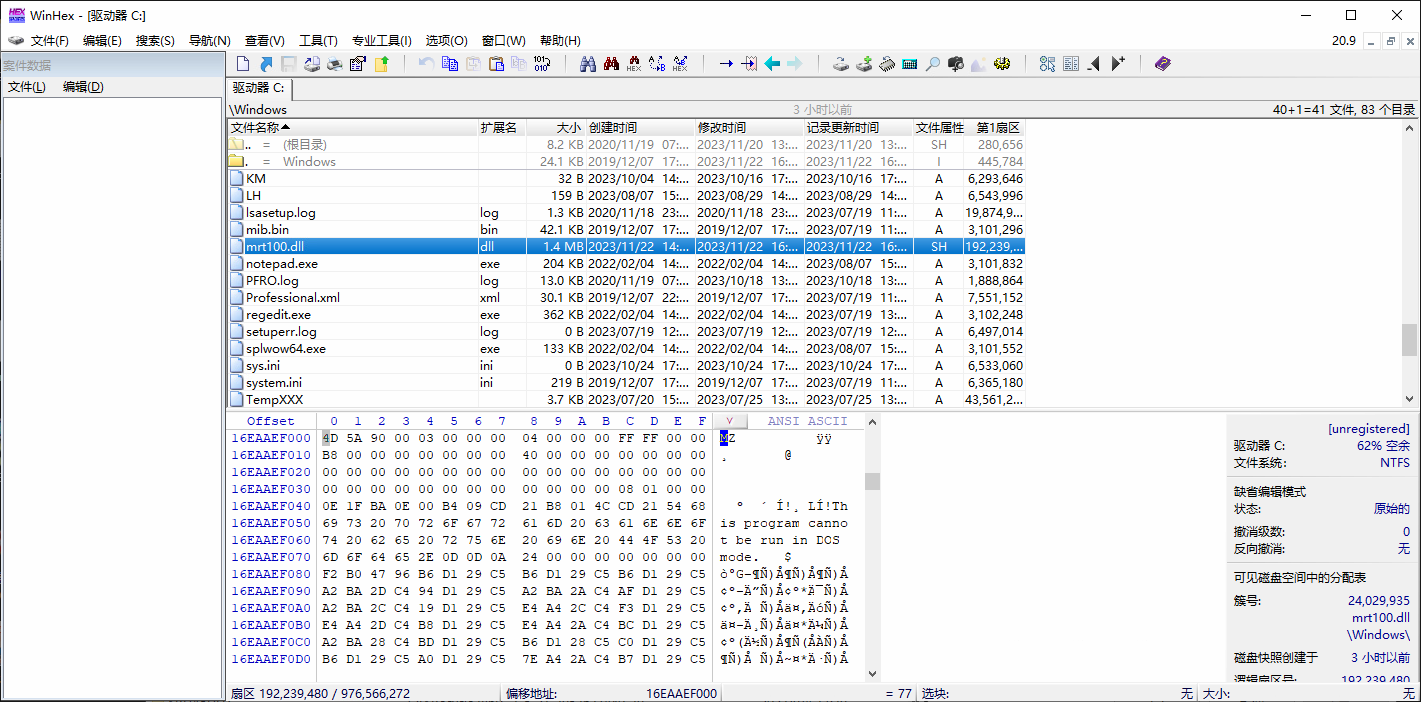 WinHex - [驱动器 C:]
文件(F) 编辑(E) 搜索(S) 导航(N) 查看(V) 工具(T) 专业工具(I) 选项(O) 窗口(W) 帮助(H) 20.9
案件数据
文件(L) 编辑(D)
驱动器 C:
\Windows 3 小时以前 40+1=41 文件, 83 个目录
文件名称 扩展名 大小 创建时间 修改时间 记录更新时间 文件属性 第1扇区
.. = (根目录) 8.2 KB 2020/11/19 07:... 2023/11/20 13:... 2023/11/20 13:... SH 280,656
. = Windows 24.1 KB 2019/12/07 17:... 2023/11/22 16:... 2023/11/22 16:... I 445,784
KM 32 B 2023/10/04 14:... 2023/10/16 17:... 2023/10/16 17:... A 6,293,646
LH 159 B 2023/08/07 15:... 2023/08/29 14:... 2023/08/29 14:... A 6,543,996
lsasetup.log log 1.3 KB 2020/11/18 23:... 2020/11/18 23:... 2023/07/19 11:... A 19,874,9...
mib.bin bin 42.1 KB 2019/12/07 17:... 2019/12/07 17:... 2023/07/19 11:... A 3,101,296
mrt100.dll dll 1.4 MB 2023/11/22 14:... 2023/11/22 16:... 2023/11/22 16:... SH 192,239,...
notepad.exe exe 204 KB 2022/02/04 14:... 2022/02/04 14:... 2023/08/07 15:... A 3,101,832
PFRO.log log 13.0 KB 2020/11/19 07:... 2023/10/18 13:... 2023/10/18 13:... A 1,888,864
Professional.xml xml 30.1 KB 2019/12/07 22:... 2019/12/07 17:... 2023/07/19 11:... A 7,551,152
regedit.exe exe 362 KB 2022/02/04 14:... 2022/02/04 14:... 2023/07/19 11:... A 3,102,248
setuperr.log log 0 B 2023/07/19 12:... 2023/07/19 12:... 2023/07/19 12:... A 6,497,014
splwow64.exe exe 133 KB 2022/02/04 14:... 2022/02/04 14:... 2023/08/07 15:... A 3,101,552
sys.ini ini 0 B 2023/10/24 17:... 2023/10/24 17:... 2023/10/24 17:... A 6,533,060
system.ini ini 219 B 2019/12/07 17:... 2019/12/07 17:... 2023/07/19 11:... A 6,365,180
TempXXX 3.7 KB 2023/07/20 15:... 2023/07/25 13:... 2023/07/25 13:... A 43,561,2...
Offset 0 1 2 3 4 5 6 7 8 9 A B C D E F ANSI ASCII
16EAAEF000 4D 5A 90 00 03 00 00 00 04 00 00 00 FF FF 00 00 MZ ÿÿ
16EAAEF010 B8 00 00 00 00 00 00 00 40 00 00 00 00 00 00 00 ¸ @
16EAAEF020 00 00 00 00 00 00 00 00 00 00 00 00 00 00 00 00
16EAAEF030 00 00 00 00 00 00 00 00 00 00 00 00 08 01 00 00
16EAAEF040 0E 1F BA 0E 00 B4 09 CD 21 B8 01 4C CD 21 54 68 º ´ Í!¸ LÍ!Th
16EAAEF050 69 73 20 70 72 6F 67 72 61 6D 20 63 61 6E 6E 6F is program canno
16EAAEF060 74 20 62 65 20 72 75 6E 20 69 6E 20 44 4F 53 20 t be run in DOS
16EAAEF070 6D 6F 64 65 2E 0D 0D 0A 24 00 00 00 00 00 00 00 mode. $
16EAAEF080 F2 B0 47 96 B6 D1 29 C5 B6 D1 29 C5 B6 D1 29 C5 ò°G–¶Ñ)Å¶Ñ)Å¶Ñ)Å
16EAAEF090 A2 BA 2D C4 94 D1 29 C5 A2 BA 2A C4 AF D1 29 C5 ¢º-Ä”Ñ)Å¢º*Ä¯Ñ)Å
16EAAEF0A0 A2 BA 2C C4 19 D1 29 C5 E4 A4 2C C4 F3 D1 29 C5 ¢º,Ä Ñ)Åä¤,ÄóÑ)Å
16EAAEF0B0 E4 A4 2D C4 B8 D1 29 C5 E4 A4 2A C4 BC D1 29 C5 ä¤-Ä¸Ñ)Åä¤*Ä¼Ñ)Å
16EAAEF0C0 A2 BA 28 C4 BD D1 29 C5 B6 D1 28 C5 C0 D1 29 C5 ¢º(Ä½Ñ)Å¶Ñ(ÅÀÑ)Å
16EAAEF0D0 B6 D1 29 C5 A0 D1 29 C5 7E A4 2A C4 B7 D1 29 C5 ¶Ñ)Å Ñ)Å~¤*Ä·Ñ)Å
[unregistered]
驱动器 C: 62% 空余
文件系统: NTFS
缺省编辑模式
状态: 原始的
撤消级数: 0
反向撤消: 无
可见磁盘空间中的分配表
簇号: 24,029,935
mrt100.dll
\Windows\
磁盘快照创建于 3 小时以前
逻辑扇区号: 192,239,480
扇区 192,239,480 / 976,566,272 偏移地址: 16EAAEF000 = 77 选块: 无 大小: 无